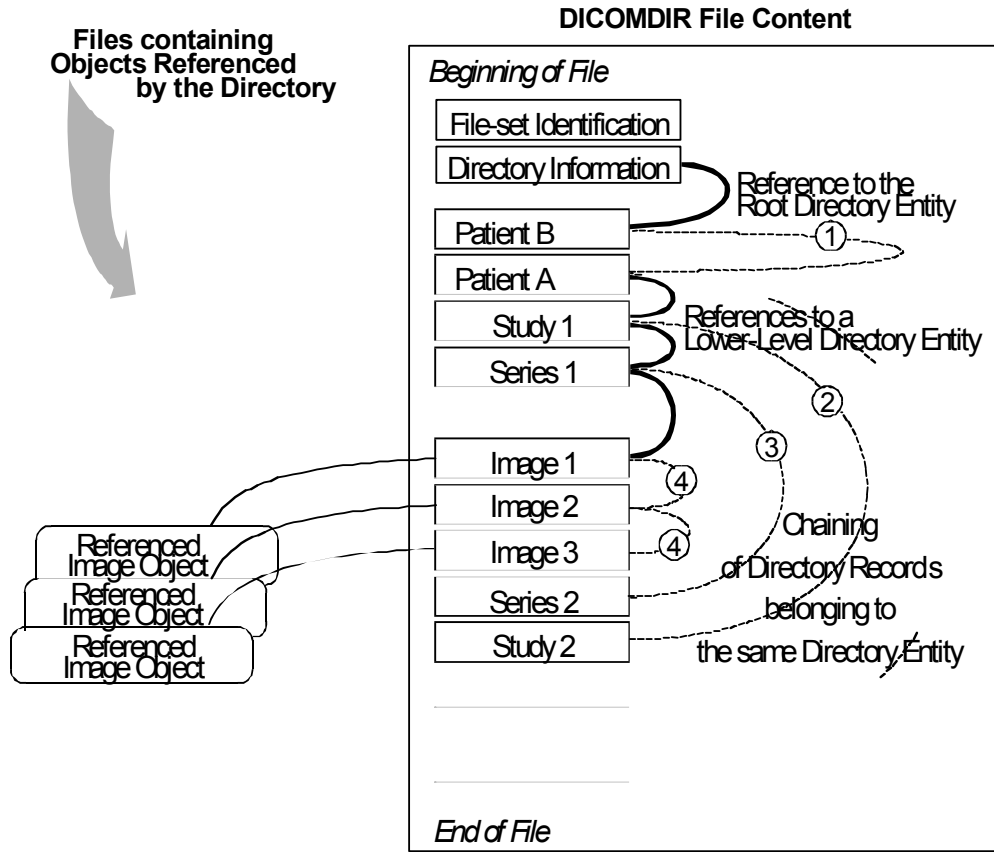 DICOMDIR File Content
Files containing
Objects Referenced
by the Directory
Beginning of File
File-set Identification
Directory Information
Reference to the
Root Directory Entity
Patient B
1
Patient A
Study 1
References to a
Lower-Level Directory Entity
Series 1
2
3
Image 1
4
Image 2
Chaining
Image 3
4
of Directory Records
Series 2
belonging to
Study 2
the same Directory Entity
Referenced
Image Object
Referenced
Image Object
Referenced
Image Object
End of File